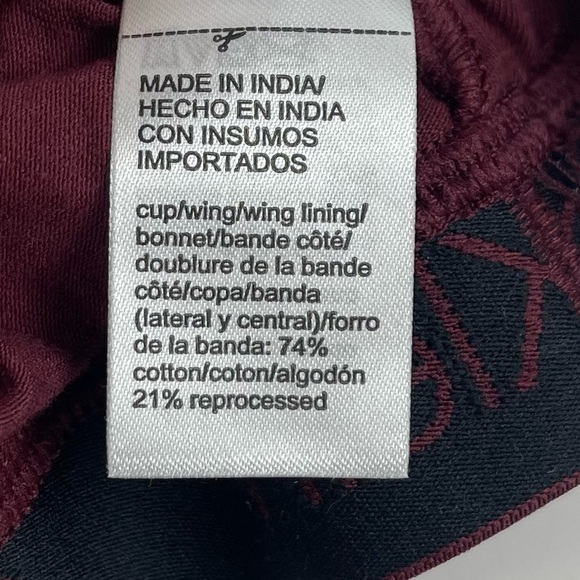 MADE IN INDIA/
HECHO EN INDIA
CON INSUMOS
IMPORTADOS
cup/wing/wing lining/
bonnet/bande côté/
doublure de la bande
côté/copa/banda
(lateral y central)/forro
de la banda: 74%
cotton/coton/algodón
21% reprocessed